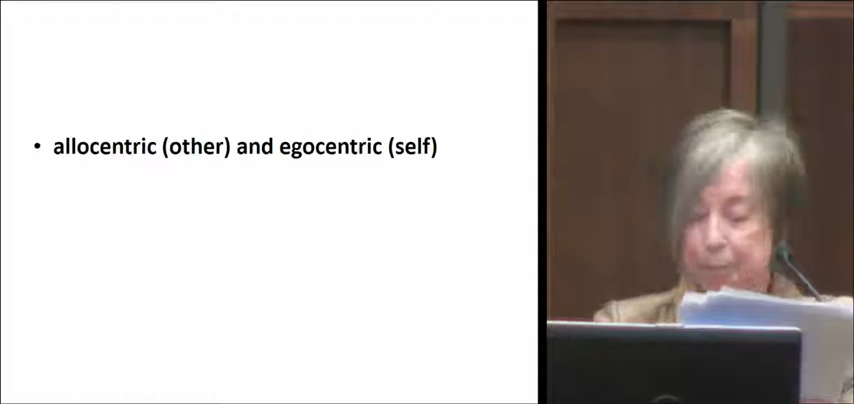 • allocentric (other) and egocentric (self)